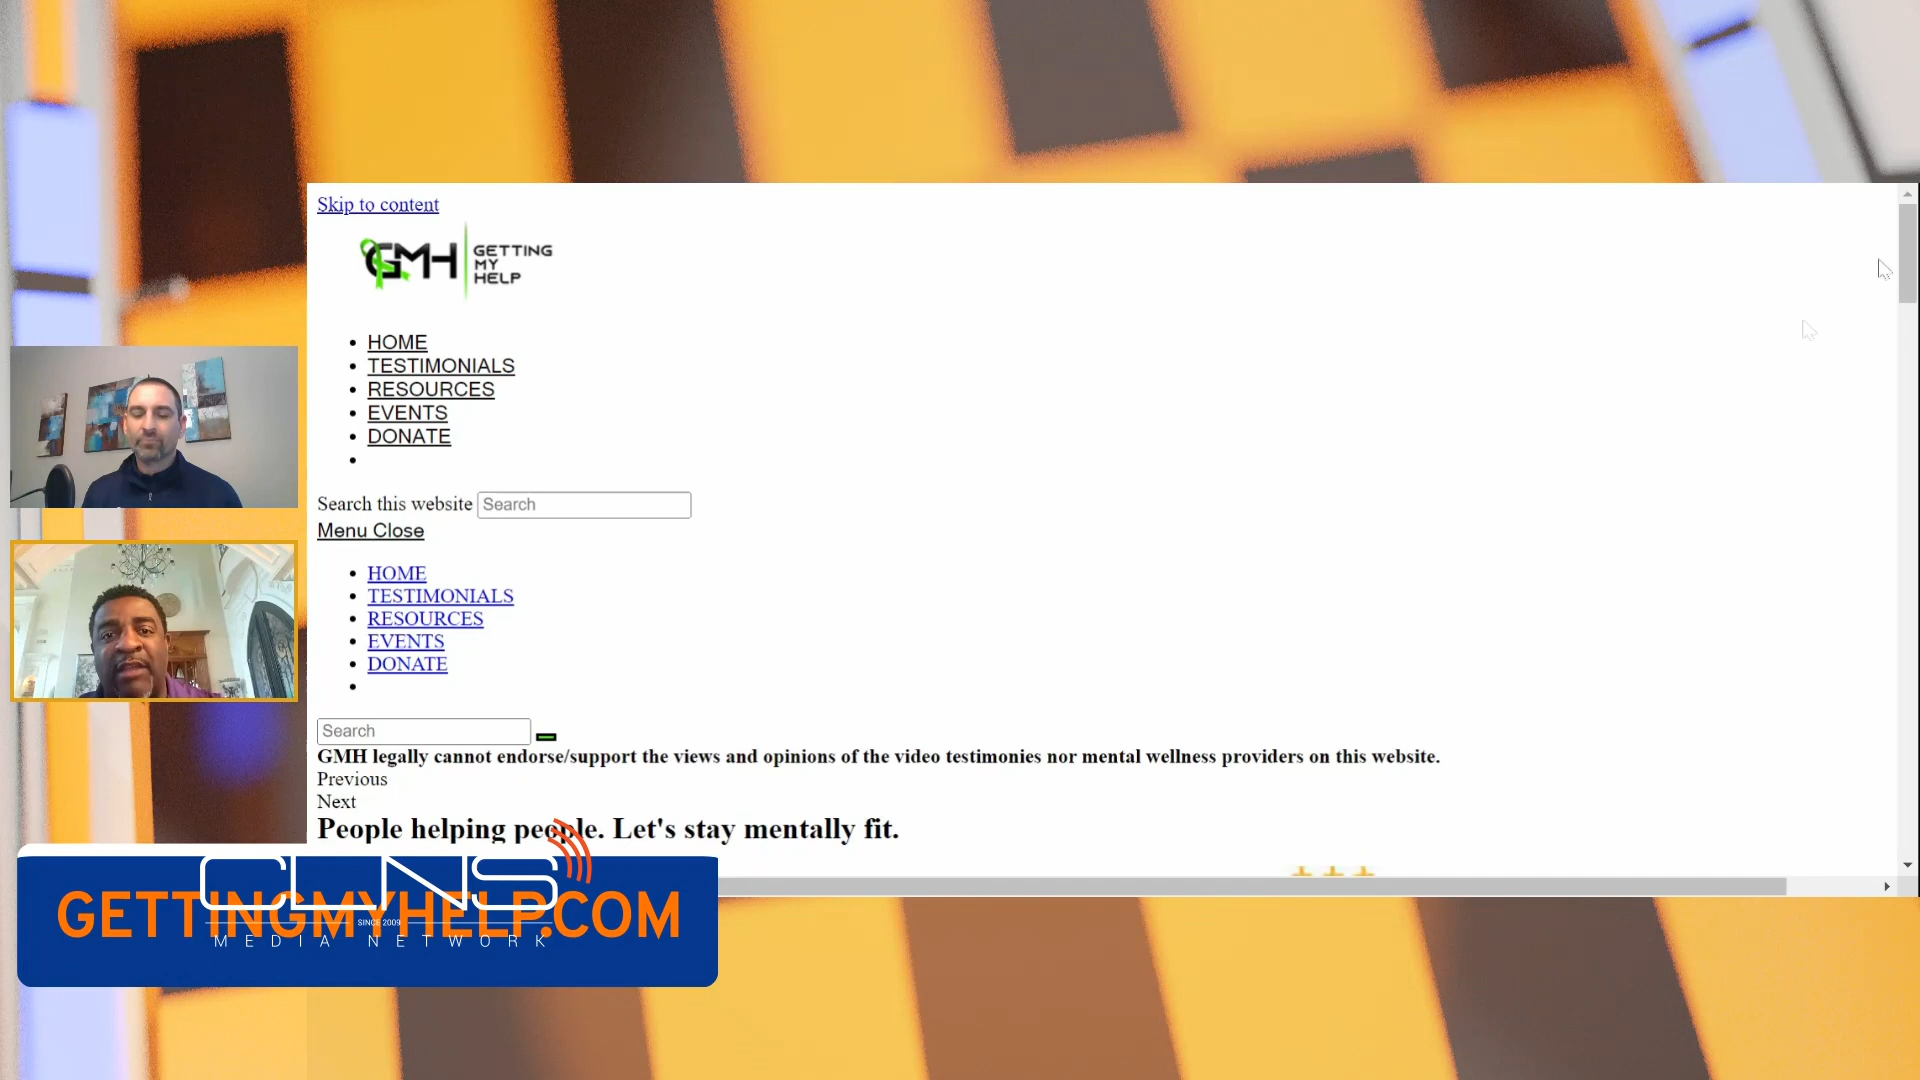 Skip to content
GMH GETTING
MY
HELP
HOME
TESTIMONIALS
RESOURCES
EVENTS
DONATE
Search this website Search
Menu Close
HOME
TESTIMONIALS
RESOURCES
EVENTS
DONATE
Search
GMH legally cannot endorse/support the views and opinions of the video testimonies nor mental wellness providers on this website.
Previous
Next
People helping people. Let's stay mentally fit.
CLNS
GETTINGMYHELP.COM
SINCE 2009
MEDIA NETWORK